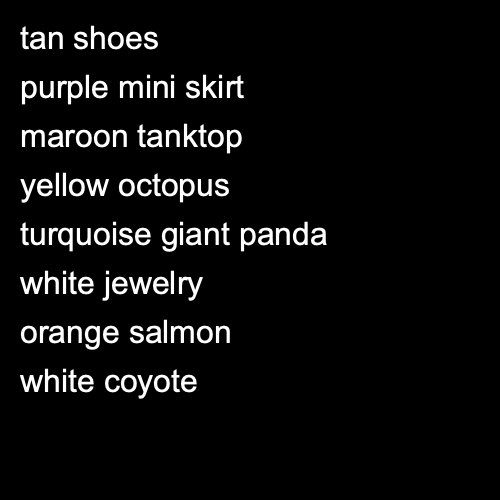 tan shoes
purple mini skirt
maroon tanktop
yellow octopus
turquoise giant panda
white jewelry
orange salmon
white coyote